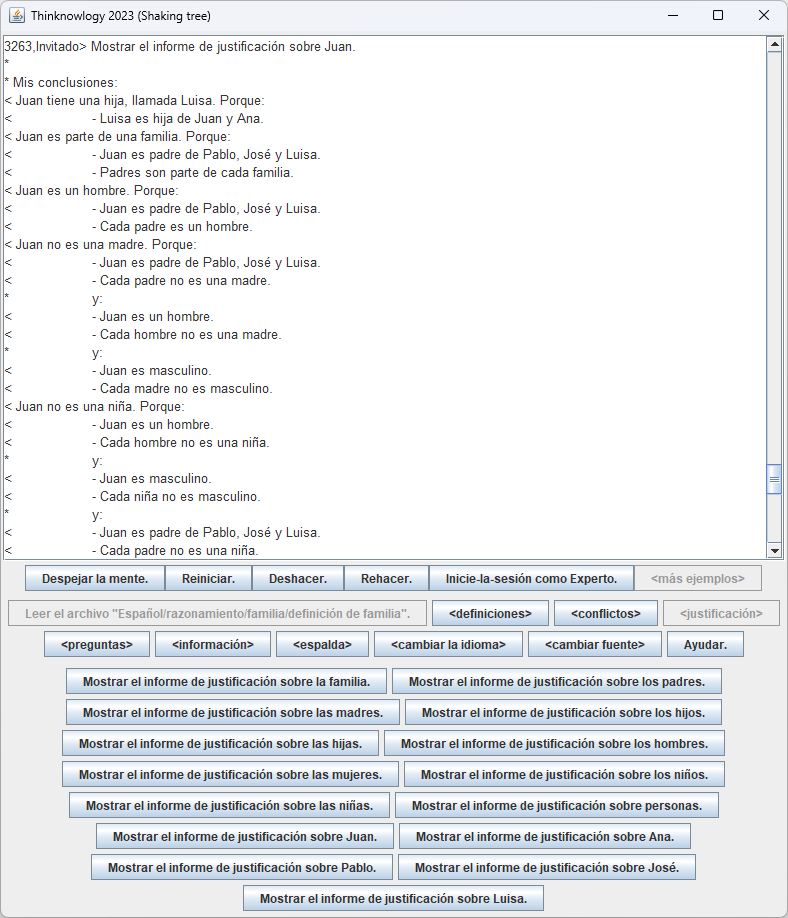 Thinknowlogy 2023 (Shaking tree)
3263,Invitado> Mostrar el informe de justificación sobre Juan.
*
* Mis conclusiones:
< Juan tiene una hija, llamada Luisa. Porque:
< - Luisa es hija de Juan y Ana.
< Juan es parte de una familia. Porque:
< - Juan es padre de Pablo, José y Luisa.
< - Padres son parte de cada familia.
< Juan es un hombre. Porque:
< - Juan es padre de Pablo, José y Luisa.
< - Cada padre es un hombre.
< Juan no es una madre. Porque:
< - Juan es padre de Pablo, José y Luisa.
< - Cada padre no es una madre.
* y:
< - Juan es un hombre.
< - Cada hombre no es una madre.
* y:
< - Juan es masculino.
< - Cada madre no es masculino.
< Juan no es una niña. Porque:
< - Juan es un hombre.
< - Cada hombre no es una niña.
* y:
< - Juan es masculino.
< - Cada niña no es masculino.
* y:
< - Juan es padre de Pablo, José y Luisa.
< - Cada padre no es una niña.
Despejar la mente. Reiniciar. Deshacer. Rehacer. Inicie-la-sesión como Experto. <más ejemplos>
Leer el archivo "Español/razonamiento/familia/definición de familia". <definiciones> <conflictos> <justificación>
<preguntas> <información> <espalda> <cambiar la idioma> <cambiar fuente> Ayudar.
Mostrar el informe de justificación sobre la familia. Mostrar el informe de justificación sobre los padres.
Mostrar el informe de justificación sobre las madres. Mostrar el informe de justificación sobre los hijos.
Mostrar el informe de justificación sobre las hijas. Mostrar el informe de justificación sobre los hombres.
Mostrar el informe de justificación sobre las mujeres. Mostrar el informe de justificación sobre los niños.
Mostrar el informe de justificación sobre las niñas. Mostrar el informe de justificación sobre personas.
Mostrar el informe de justificación sobre Juan. Mostrar el informe de justificación sobre Ana.
Mostrar el informe de justificación sobre Pablo. Mostrar el informe de justificación sobre José.
Mostrar el informe de justificación sobre Luisa.